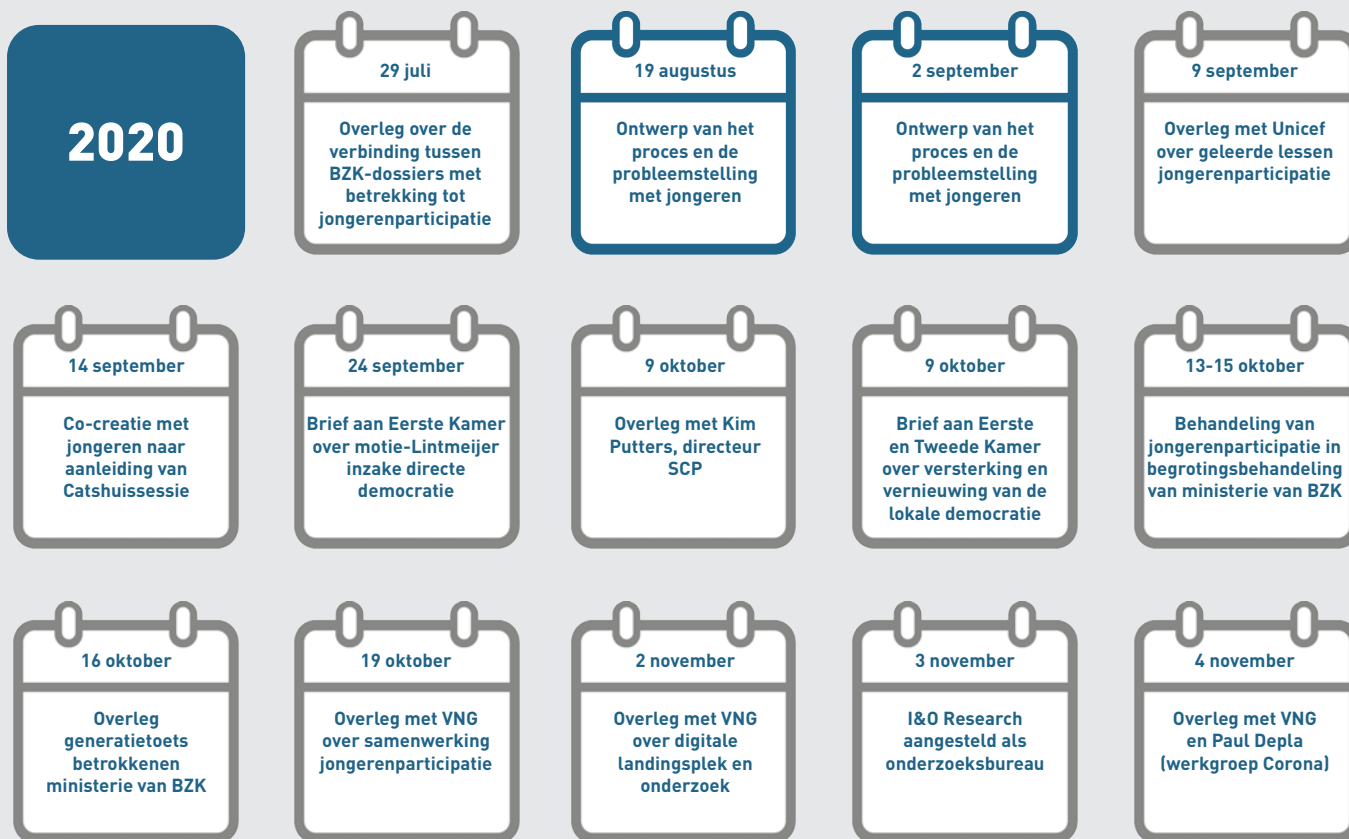 2020
29 juli
Overleg over de
verbinding tussen
BZK-dossiers met
betrekking tot
jongerenparticipatie
19 augustus
Ontwerp van het
proces en de
probleemstelling
met jongeren
2 september
Ontwerp van het
proces en de
probleemstelling
met jongeren
9 september
Overleg met Unicef
over geleerde lessen
jongerenparticipatie
14 september
Co-creatie met
jongeren naar
aanleiding van
Catshuissessie
24 september
Brief aan Eerste Kamer
over motie-Lintmeijer
inzake directe
democratie
9 oktober
Overleg met Kim
Putters, directeur
SCP
9 oktober
Brief aan Eerste
en Tweede Kamer
over versterking en
vernieuwing van de
lokale democratie
13-15 oktober
Behandeling van
jongerenparticipatie in
begrotingsbehandeling
van ministerie van BZK
16 oktober
Overleg
generatietoets
betrokkenen
ministerie van BZK
19 oktober
Overleg met VNG
over samenwerking
jongerenparticipatie
2 november
Overleg met VNG
over digitale
landingsplek en
onderzoek
3 november
I&O Research
aangesteld als
onderzoeksbureau
4 november
Overleg met VNG
en Paul Depla
(werkgroep Corona)